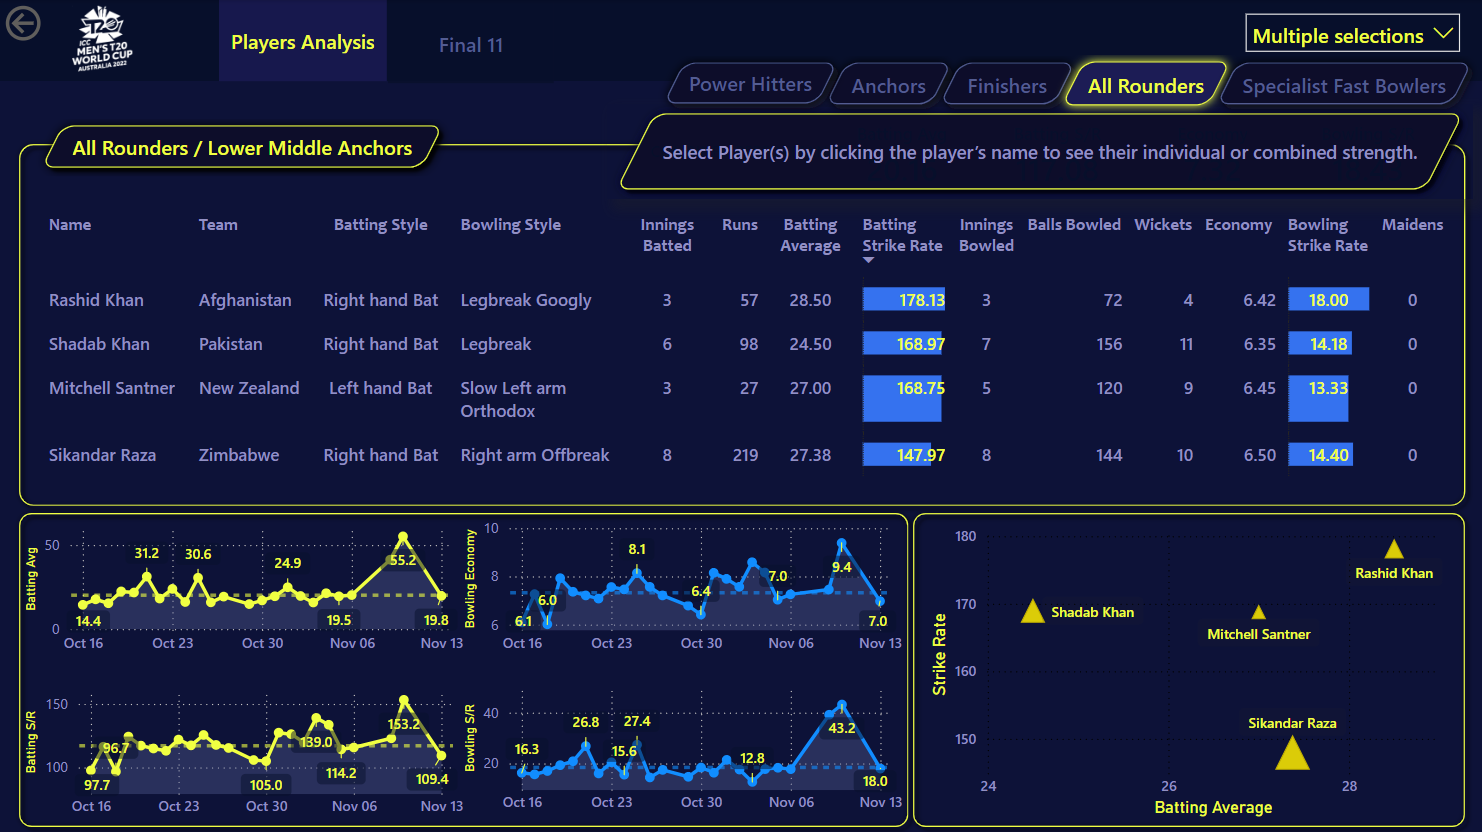 ICC
MEN'S T20
WORLD CUP
AUSTRALIA 2022
Players Analysis
Final 11
Multiple selections
Power Hitters
Anchors
Finishers
All Rounders
Specialist Fast Bowlers
All Rounders / Lower Middle Anchors
Select Player(s) by clicking the player's name to see their individual or combined strength.
Name Team Batting Style Bowling Style Innings Batted Runs Batting Average Batting Strike Rate Innings Bowled Balls Bowled Wickets Economy Bowling Strike Rate Maidens
Rashid Khan Afghanistan Right hand Bat Legbreak Googly 3 57 28.50 178.13 3 72 4 6.42 18.00 0
Shadab Khan Pakistan Right hand Bat Legbreak 6 98 24.50 168.97 7 156 11 6.35 14.18 0
Mitchell Santner New Zealand Left hand Bat Slow Left arm Orthodox 3 27 27.00 168.75 5 120 9 6.45 13.33 0
Sikandar Raza Zimbabwe Right hand Bat Right arm Offbreak 8 219 27.38 147.97 8 144 10 6.50 14.40 0
Batting Avg
50
0
31.2
30.6
24.9
55.2
14.4
19.5
19.8
Oct 16 Oct 23 Oct 30 Nov 06 Nov 13
Bowling Economy
10
8
6
8.1
6.0
6.1
6.4
7.0
9.4
7.0
Oct 16 Oct 23 Oct 30 Nov 06 Nov 13
Batting S/R
150
100
96.7
97.7
139.0
153.2
105.0
114.2
109.4
Oct 16 Oct 23 Oct 30 Nov 06 Nov 13
Bowling S/R
40
20
16.3
26.8
27.4
15.6
12.8
43.2
18.0
Oct 16 Oct 23 Oct 30 Nov 06 Nov 13
Strike Rate
180
170
160
150
Rashid Khan
Shadab Khan
Mitchell Santner
Sikandar Raza
24 26 28
Batting Average